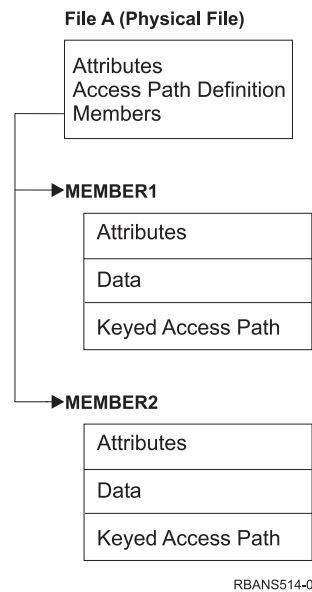 File A (Physical File)
Attributes
Access Path Definition
Members
MEMBER1
Attributes
Data
Keyed Access Path
MEMBER2
Attributes
Data
Keyed Access Path
RBANS514-0